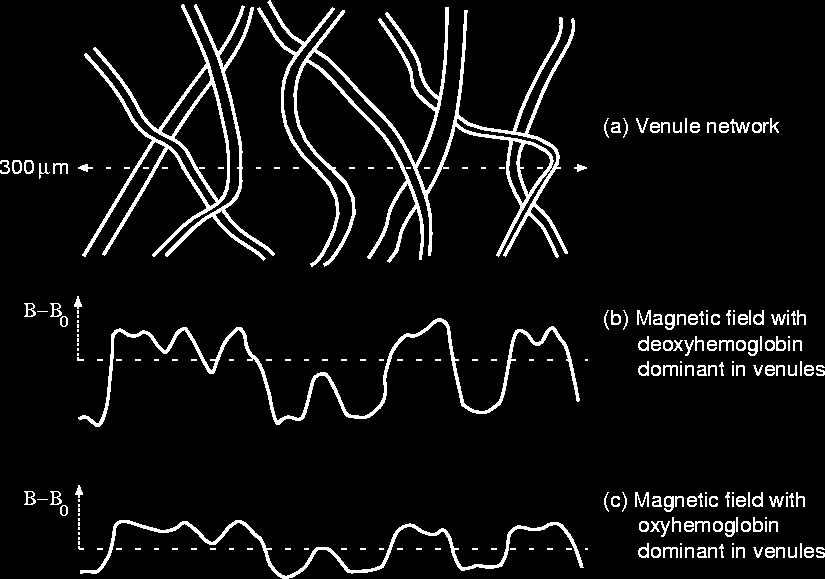 (a) Venule network
300 μm
B−B0
(b) Magnetic field with
deoxyhemoglobin
dominant in venules
B−B0
(c) Magnetic field with
oxyhemoglobin
dominant in venules